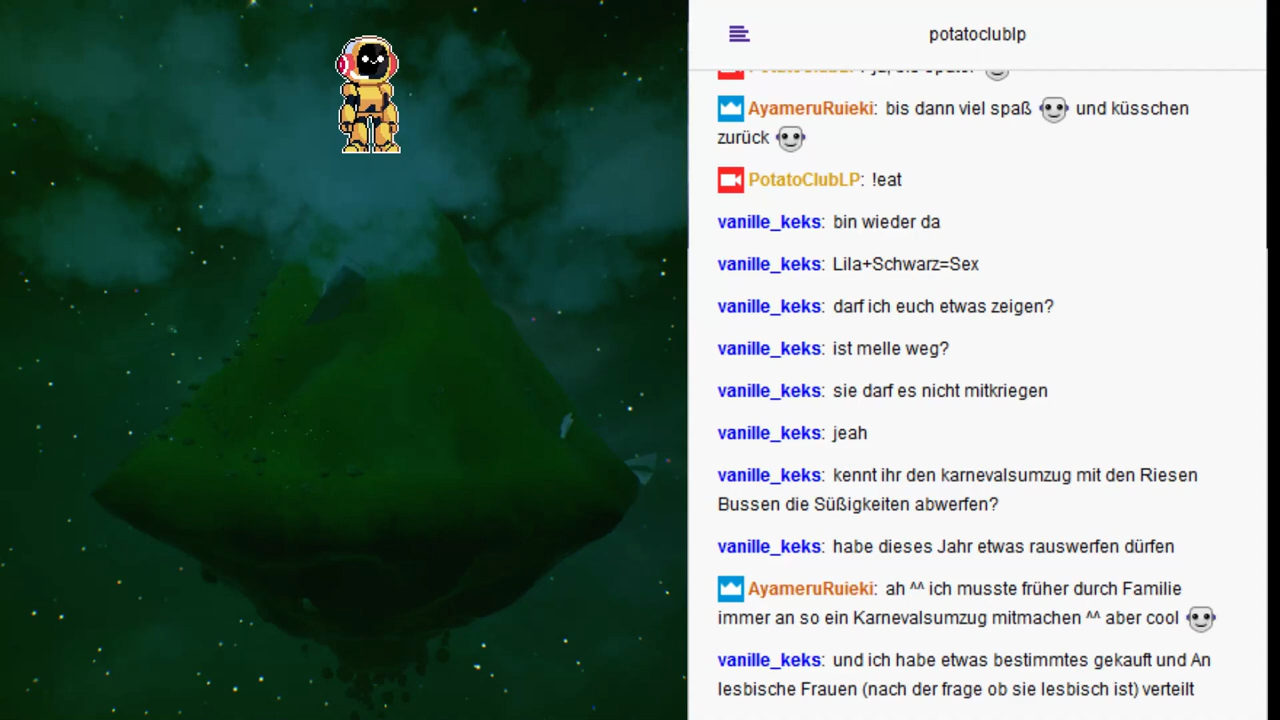 potatoclublp
AyameruRuieki: bis dann viel spaß und küsschen
zurück
PotatoClubLP: !eat
vanille_keks: bin wieder da
vanille_keks: Lila+Schwarz=Sex
vanille_keks: darf ich euch etwas zeigen?
vanille_keks: ist melle weg?
vanille_keks: sie darf es nicht mitkriegen
vanille_keks: jeah
vanille_keks: kennt ihr den karnevalsumzug mit den Riesen
Bussen die Süßigkeiten abwerfen?
vanille_keks: habe dieses Jahr etwas rauswerfen dürfen
AyameruRuieki: ah ^^ ich musste früher durch Familie
immer an so ein Karnevalsumzug mitmachen ^^ aber cool
vanille_keks: und ich habe etwas bestimmtes gekauft und An
lesbische Frauen (nach der frage ob sie lesbisch ist) verteilt